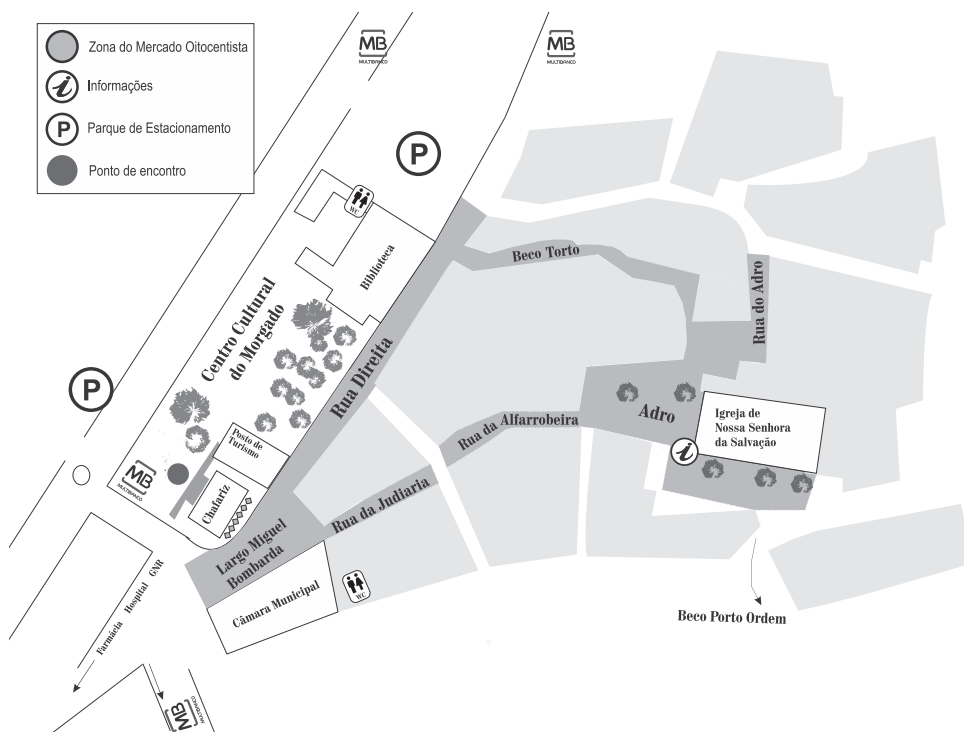 Zona do Mercado Oitocentista
i
Informações
P
Parque de Estacionamento
Ponto de encontro
MB
MULTIBANCO
MB
MULTIBANCO
P
WC
Biblioteca
Centro Cultural
do Morgado
Beco Torto
Rua do Adro
Rua Direita
P
Adro
Igreja de
Nossa Senhora
da Salvação
i
Rua da Alfarrobeira
Posto de
Turismo
MB
MULTIBANCO
Chafariz
Rua da Judiaria
Largo Miguel
Bombarda
Câmara Municipal
WC
Farmácia Hospital GNR
Beco Porto Ordem
MB
MULTIBANCO